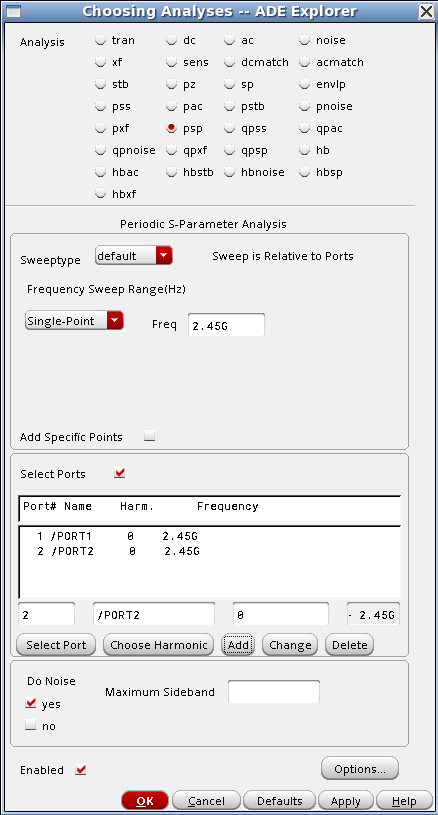 Choosing Analyses -- ADE Explorer
Analysis tran dc ac noise
xf sens dcmatch acmatch
stb pz sp envlp
pss pac pstb pnoise
pxf psp qpss qpac
qpnoise qpxf qpsp hb
hbac hbstb hbnoise hbsp
hbxf
Periodic S-Parameter Analysis
Sweeptype default Sweep is Relative to Ports
Frequency Sweep Range(Hz)
Single-Point Freq 2.45G
Add Specific Points
Select Ports
Port# Name Harm. Frequency
1 /PORT1 0 2.45G
2 /PORT2 0 2.45G
2 /PORT2 0 - 2.45G
Select Port Choose Harmonic Add Change Delete
Do Noise
yes Maximum Sideband
no
Enabled Options...
OK Cancel Defaults Apply Help